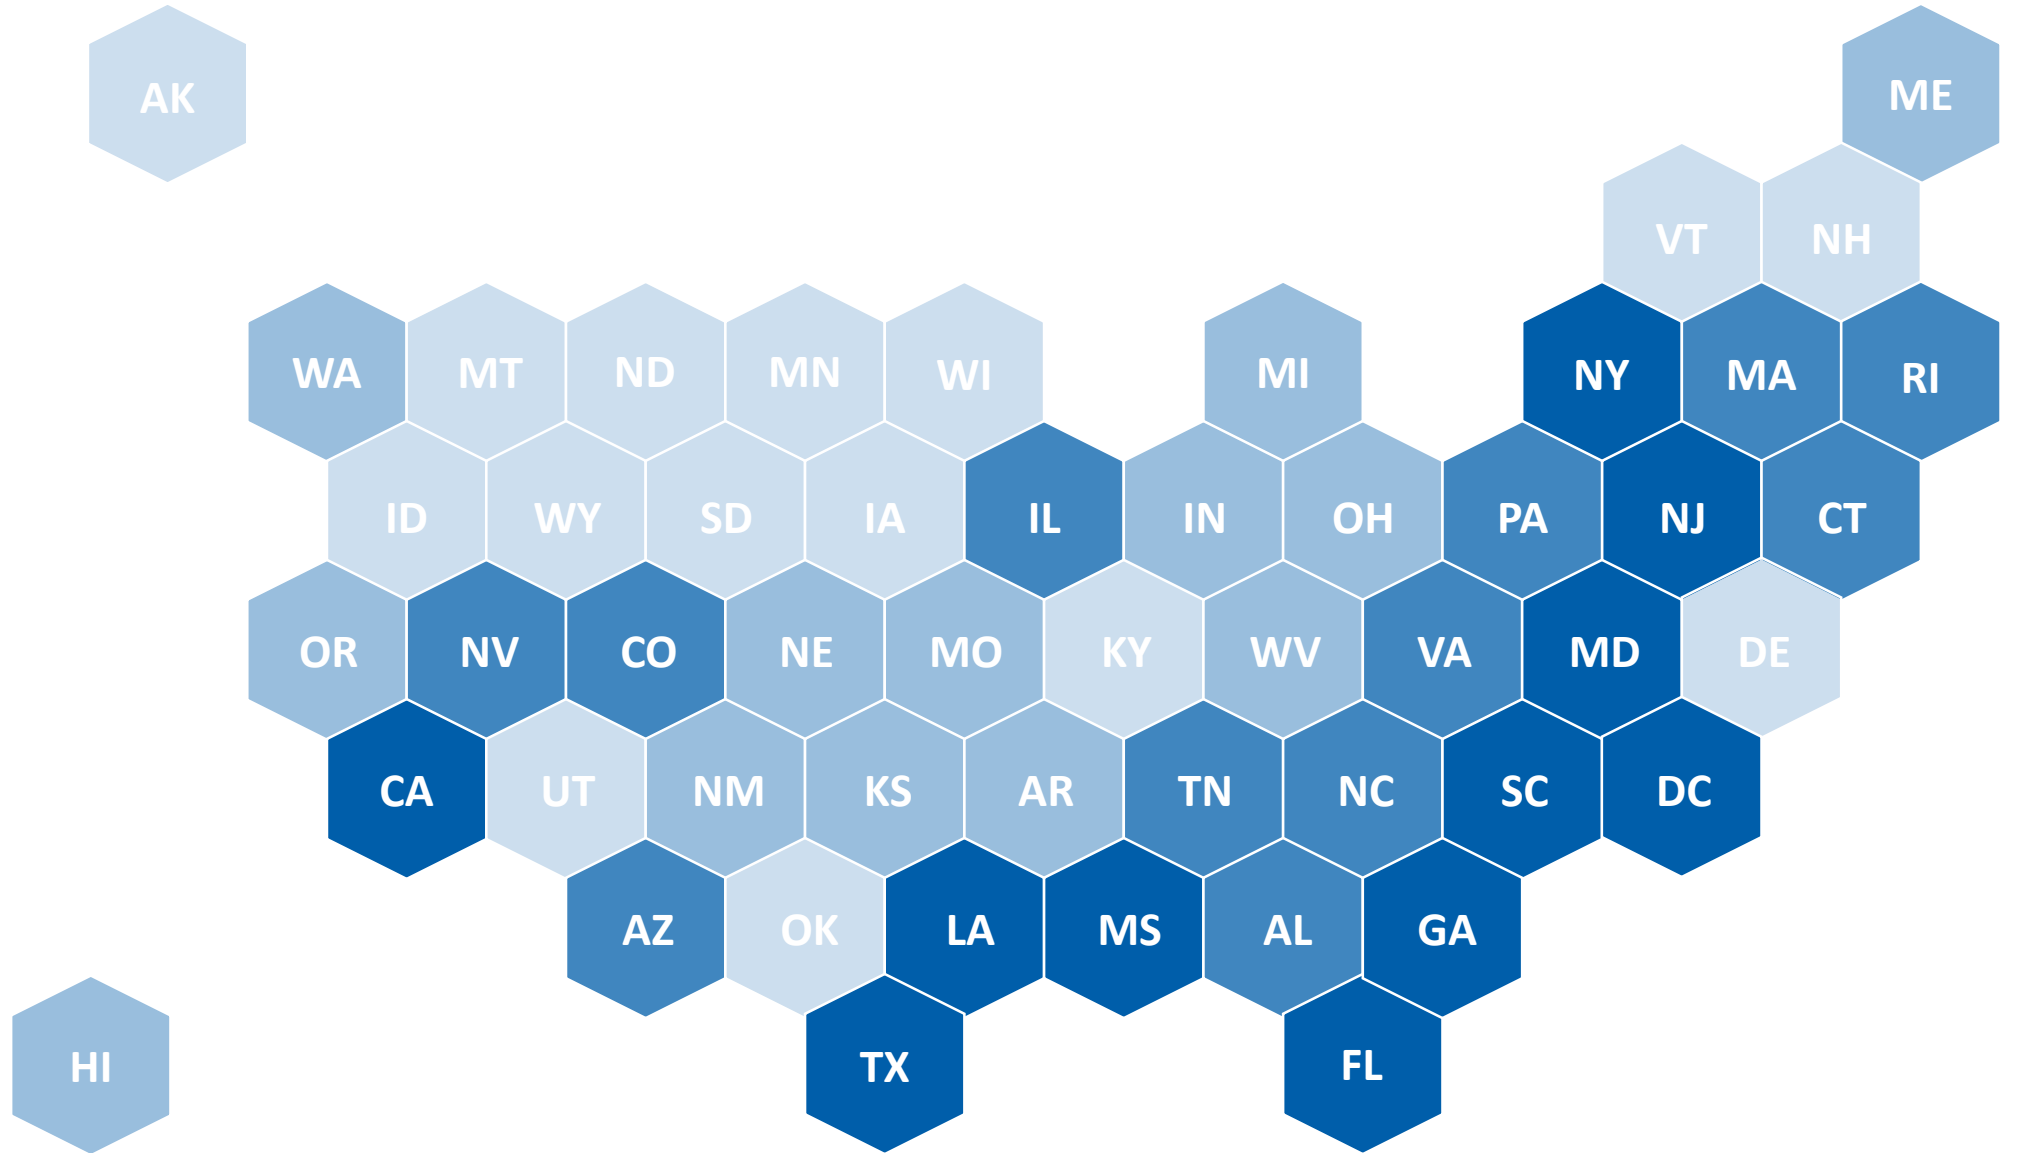 AK
ME
VT NH
WA MT ND MN WI MI NY MA RI
ID WY SD IA IL IN OH PA NJ CT
OR NV CO NE MO KY WV VA MD DE
CA UT NM KS AR TN NC SC DC
AZ OK LA MS AL GA
HI TX FL